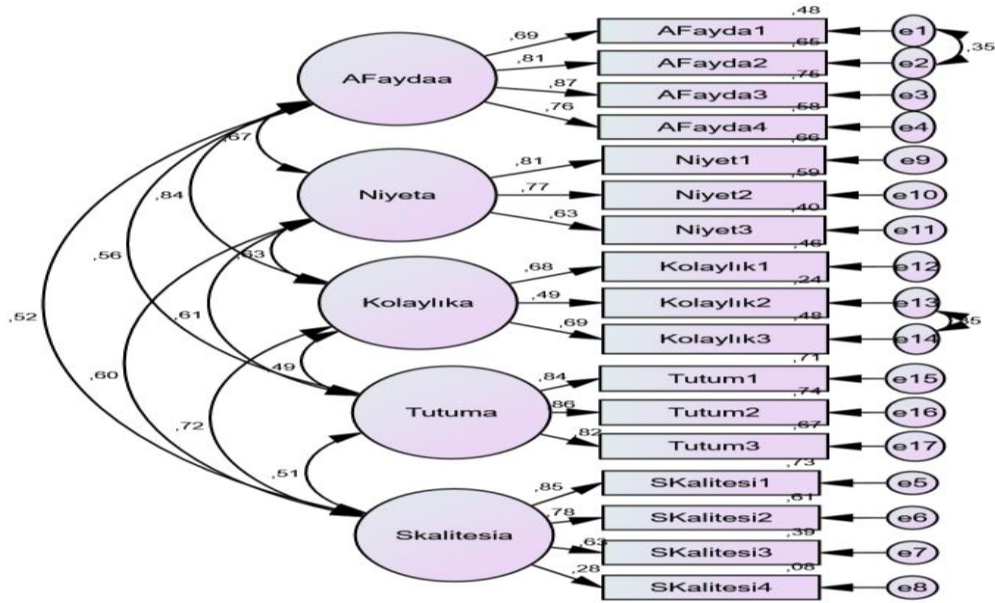 ,48
,69
AFayda1
e1
,35
,65
,81
AFayda2
e2
AFaydaa
,75
,87
AFayda3
e3
,58
,76
AFayda4
e4
,67
,66
,81
Niyet1
e9
,59
,84
Niyeta
,77
Niyet2
e10
,40
,63
Niyet3
e11
,56
,63
,46
,68
Kolaylık1
e12
,24
Kolaylıka
,49
Kolaylık2
e13
,52
,61
,48
,69
Kolaylık3
e14
,49
,71
,60
,84
Tutum1
e15
,74
Tutuma
,86
Tutum2
e16
,72
,67
,82
Tutum3
e17
,51
,73
,85
SKalitesi1
e5
,61
,78
SKalitesi2
e6
Skalitesia
,39
,63
SKalitesi3
e7
,08
,28
SKalitesi4
e8